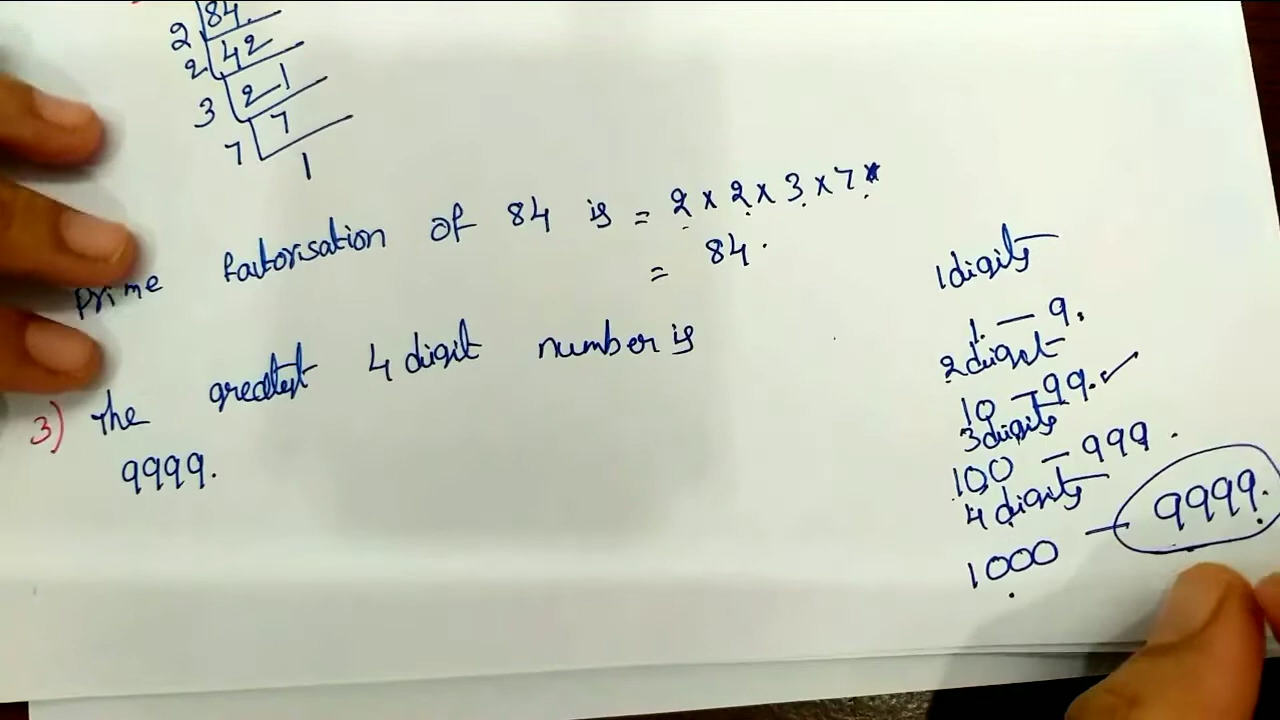 2 84.
2 42
3 21
7 7
1
Prime factorisation of 84 is = 2 x 2 x 3 x 7 x
= 84.
3) The greatest 4 digit number is
9999.
1 digits
1 — 9.
2 digit
10 — 99. ✓
3 digits
100 — 999.
4 digits
1000 — 9999.